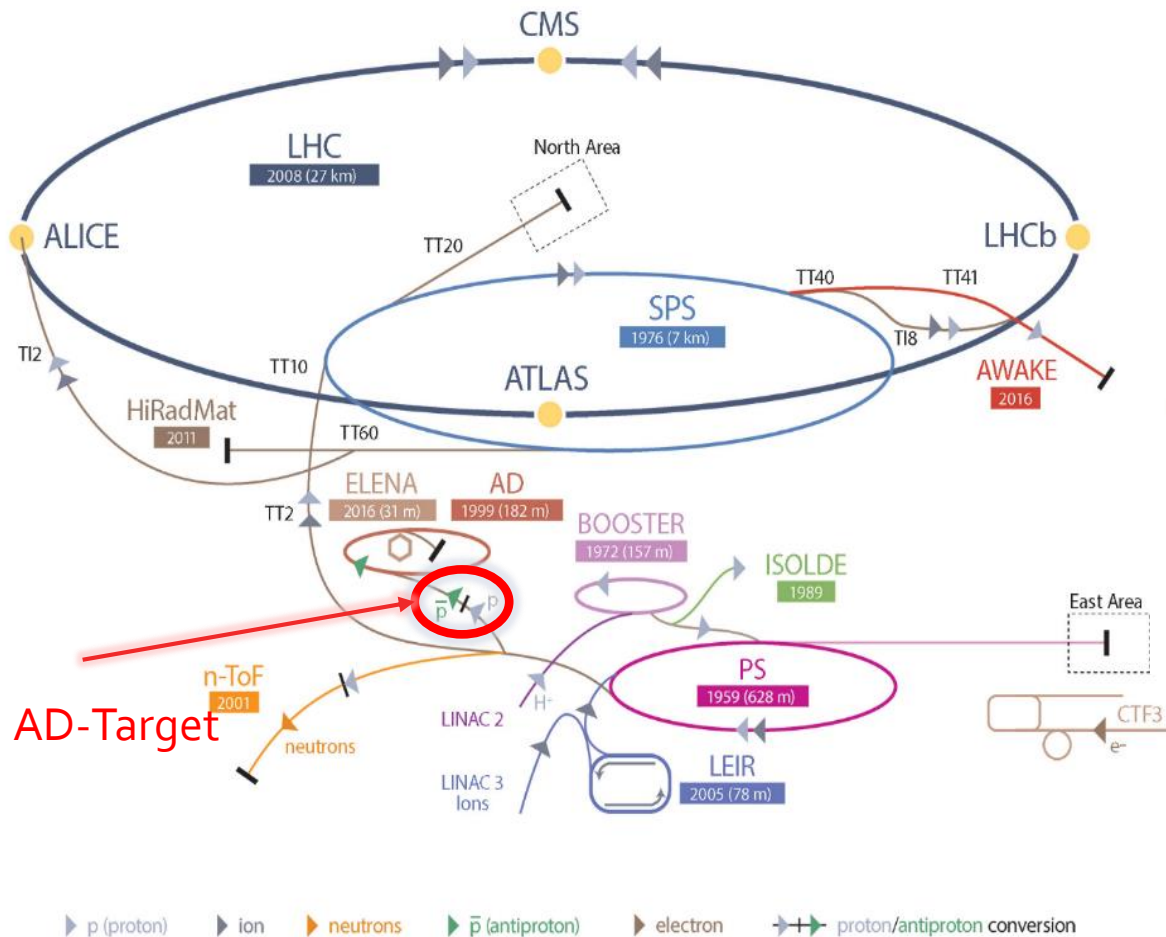 CMS
LHC
2008 (27 km)
North Area
ALICE
TT20
LHCb
TT40
TT41
SPS
1976 (7 km)
TI8
TI2
TT10
ATLAS
AWAKE
2016
HiRadMat
2011
TT60
ELENA
2016 (31 m)
AD
1999 (182 m)
TT2
BOOSTER
1972 (157 m)
ISOLDE
1989
p̅
p
East Area
n-ToF
2001
PS
1959 (628 m)
H+
LINAC 2
AD-Target
neutrons
CTF3
e-
LEIR
2005 (78 m)
LINAC 3
Ions
p (proton)
ion
neutrons
p̅ (antiproton)
electron
proton/antiproton conversion